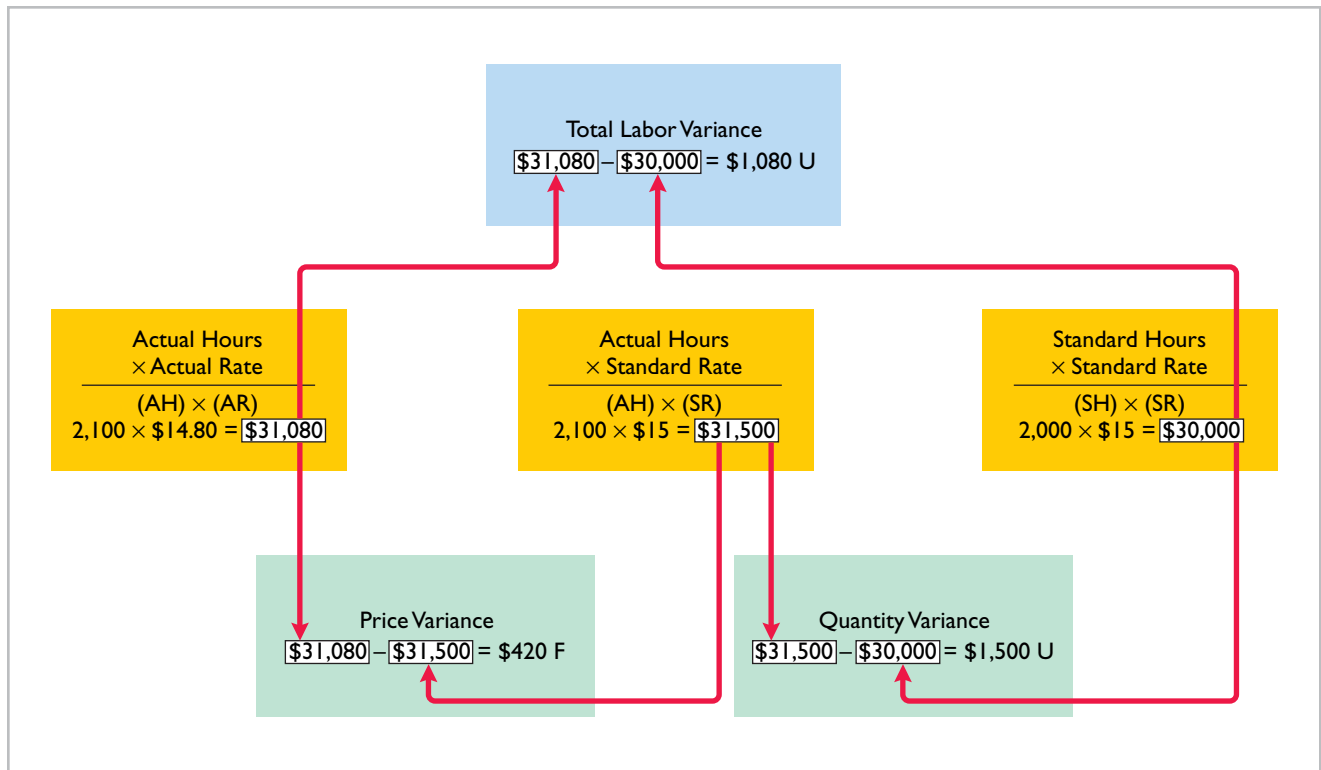 Total Labor Variance
$31,080 – $30,000 = $1,080 U
Actual Hours
× Actual Rate
(AH) × (AR)
2,100 × $14.80 = $31,080
Actual Hours
× Standard Rate
(AH) × (SR)
2,100 × $15 = $31,500
Standard Hours
× Standard Rate
(SH) × (SR)
2,000 × $15 = $30,000
Price Variance
$31,080 – $31,500 = $420 F
Quantity Variance
$31,500 – $30,000 = $1,500 U